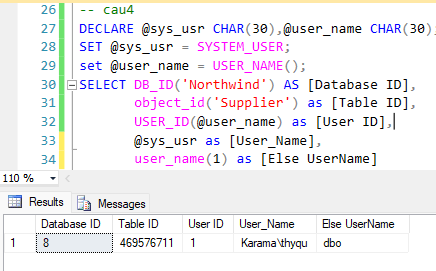 26 -- cau4
27 DECLARE @sys_usr CHAR(30),@user_name CHAR(30)
28 SET @sys_usr = SYSTEM_USER;
29 set @user_name = USER_NAME();
30 SELECT DB_ID('Northwind') AS [Database ID],
31 object_id('Supplier') as [Table ID],
32 USER_ID(@user_name) as [User ID],
33 @sys_usr as [User_Name],
34 user_name(1) as [Else UserName]
110 %
Results Messages
Database ID Table ID User ID User_Name Else UserName
1 8 469576711 1 Karama\thyqu dbo